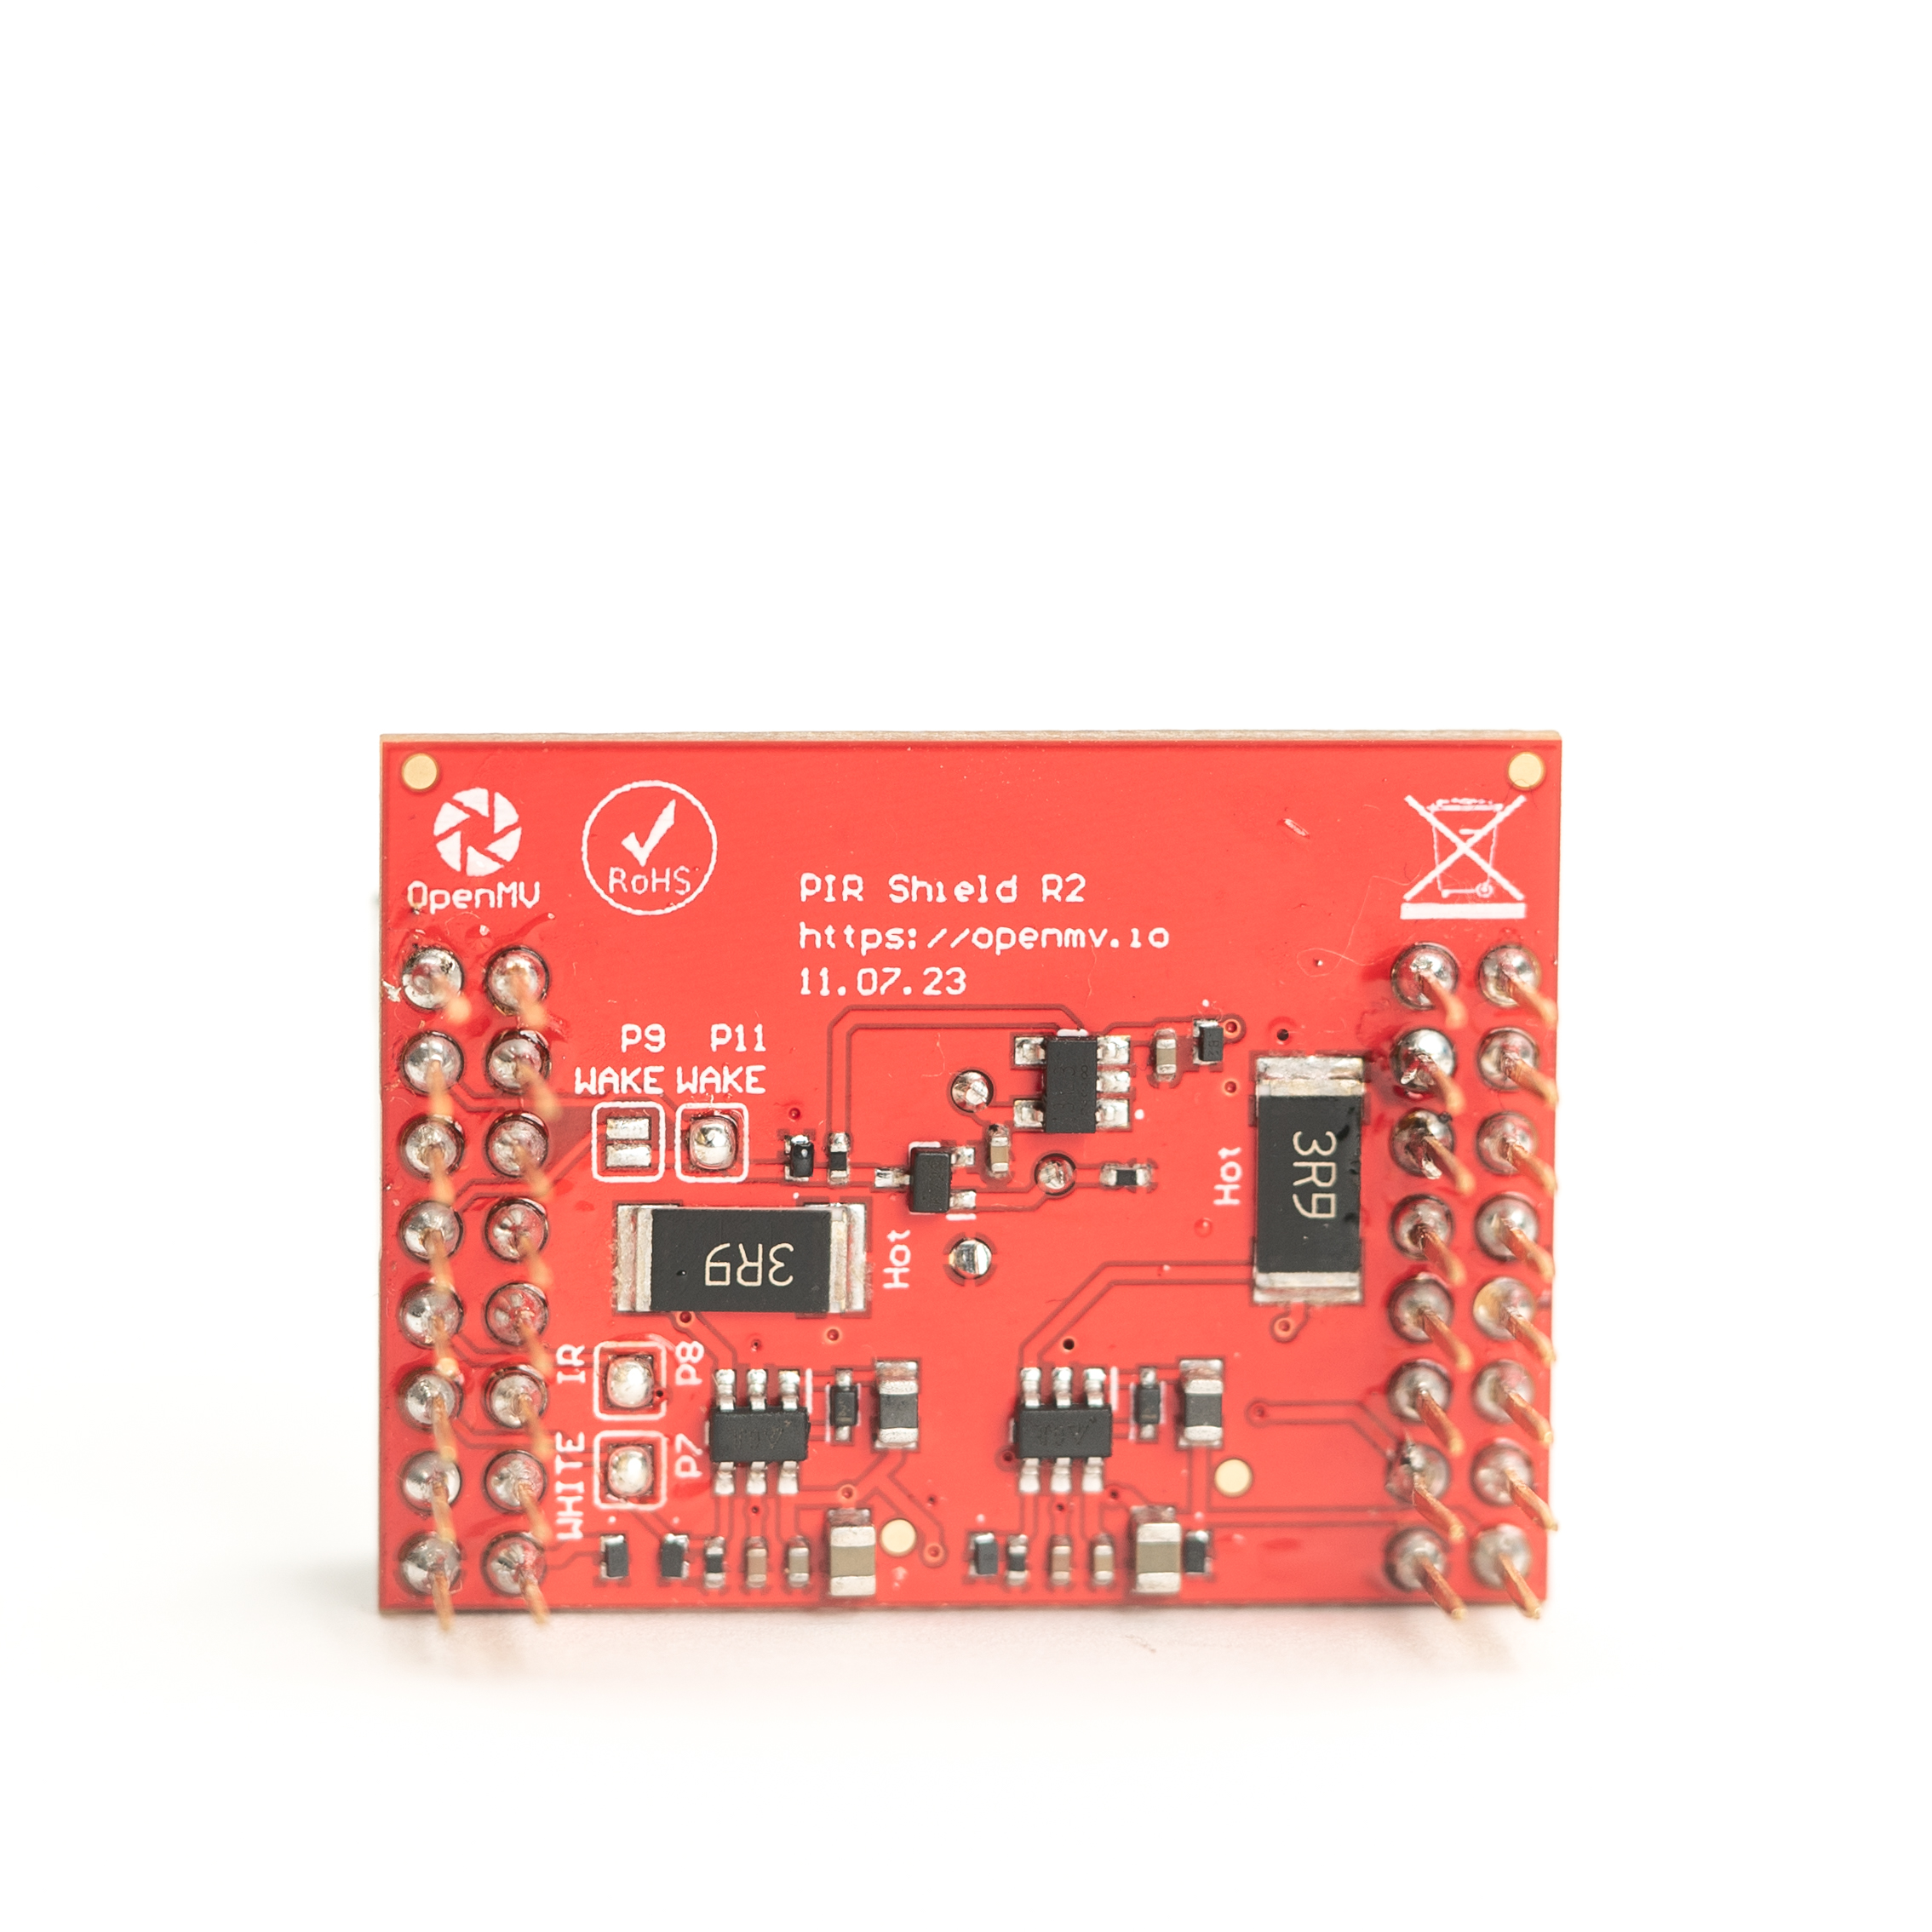 OpenMV
RoHS
PIR Shield R2
https://openmv.io
11.07.23
P9 P11
WAKE WAKE
3R9
Hot
3R9
Hot
IR
P8
WHITE
P7